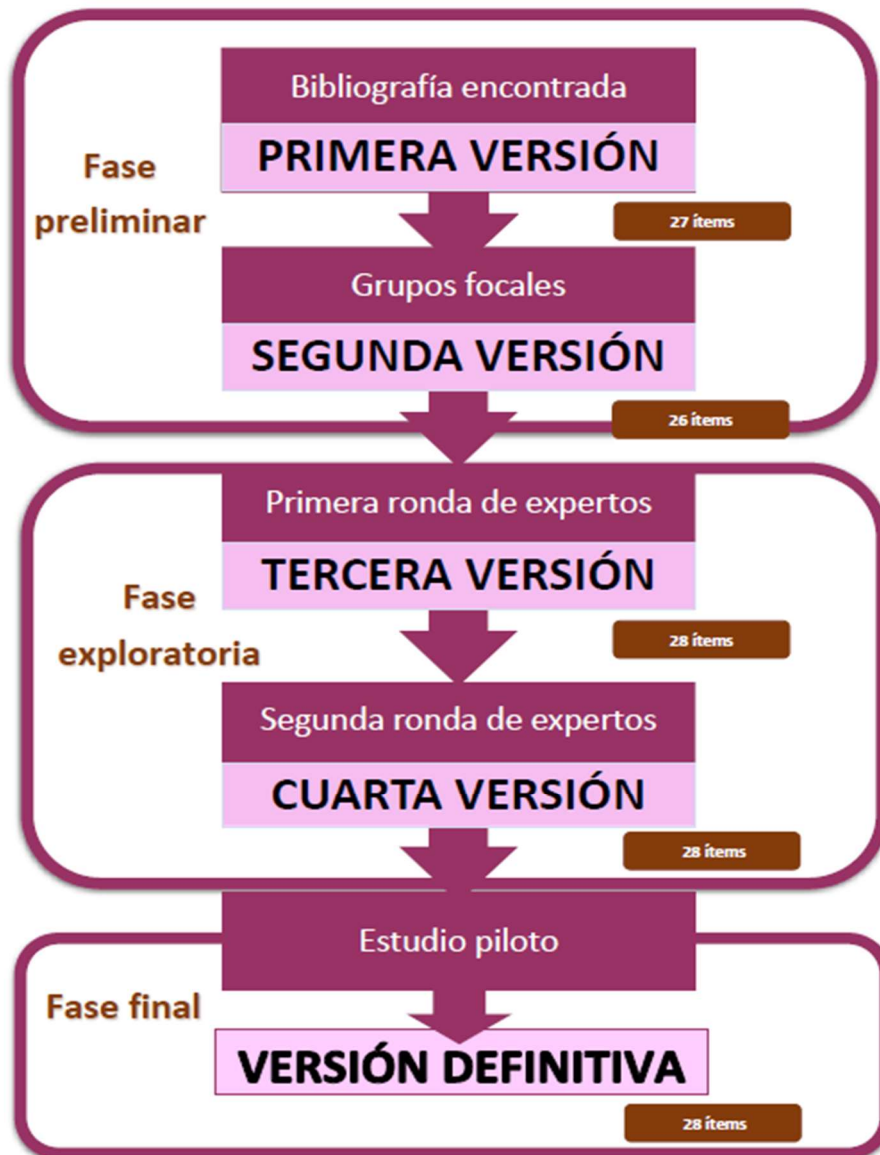 Bibliografía encontrada
PRIMERA VERSIÓN
Fase
preliminar
27 ítems
Grupos focales
SEGUNDA VERSIÓN
26 ítems
Primera ronda de expertos
TERCERA VERSIÓN
Fase
exploratoria
28 ítems
Segunda ronda de expertos
CUARTA VERSIÓN
28 ítems
Estudio piloto
Fase final
VERSIÓN DEFINITIVA
28 ítems